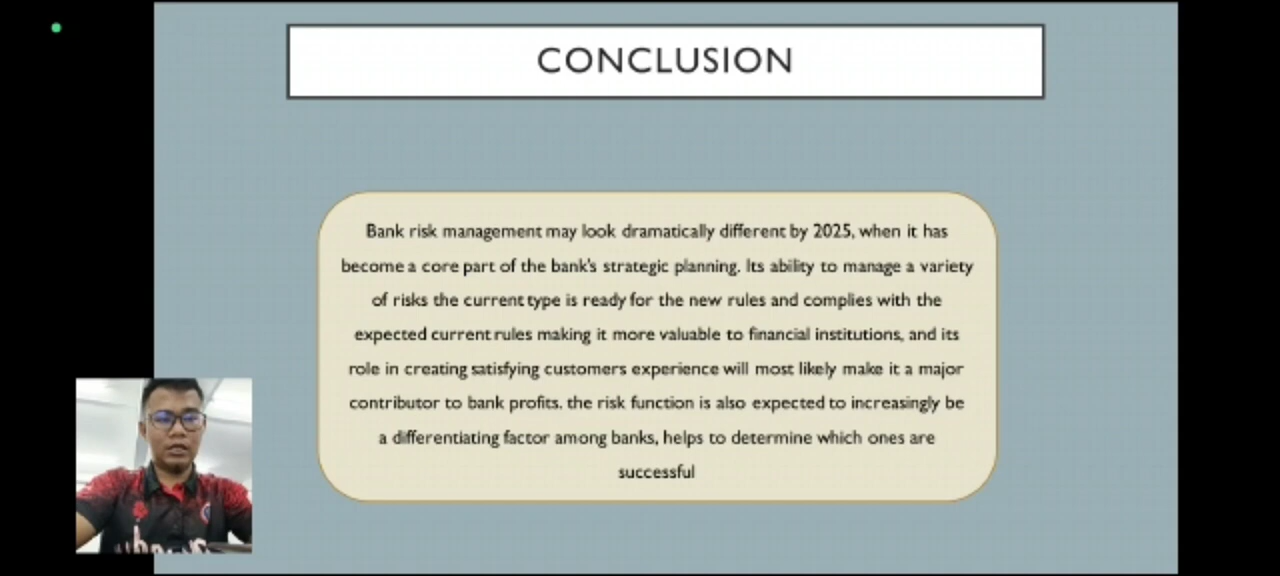 CONCLUSION
Bank risk management may look dramatically different by 2025, when it has
become a core part of the bank's strategic planning. Its ability to manage a variety
of risks the current type is ready for the new rules and complies with the
expected current rules making it more valuable to financial institutions, and its
role in creating satisfying customers experience will most likely make it a major
contributor to bank profits. the risk function is also expected to increasingly be
a differentiating factor among banks, helps to determine which ones are
successful